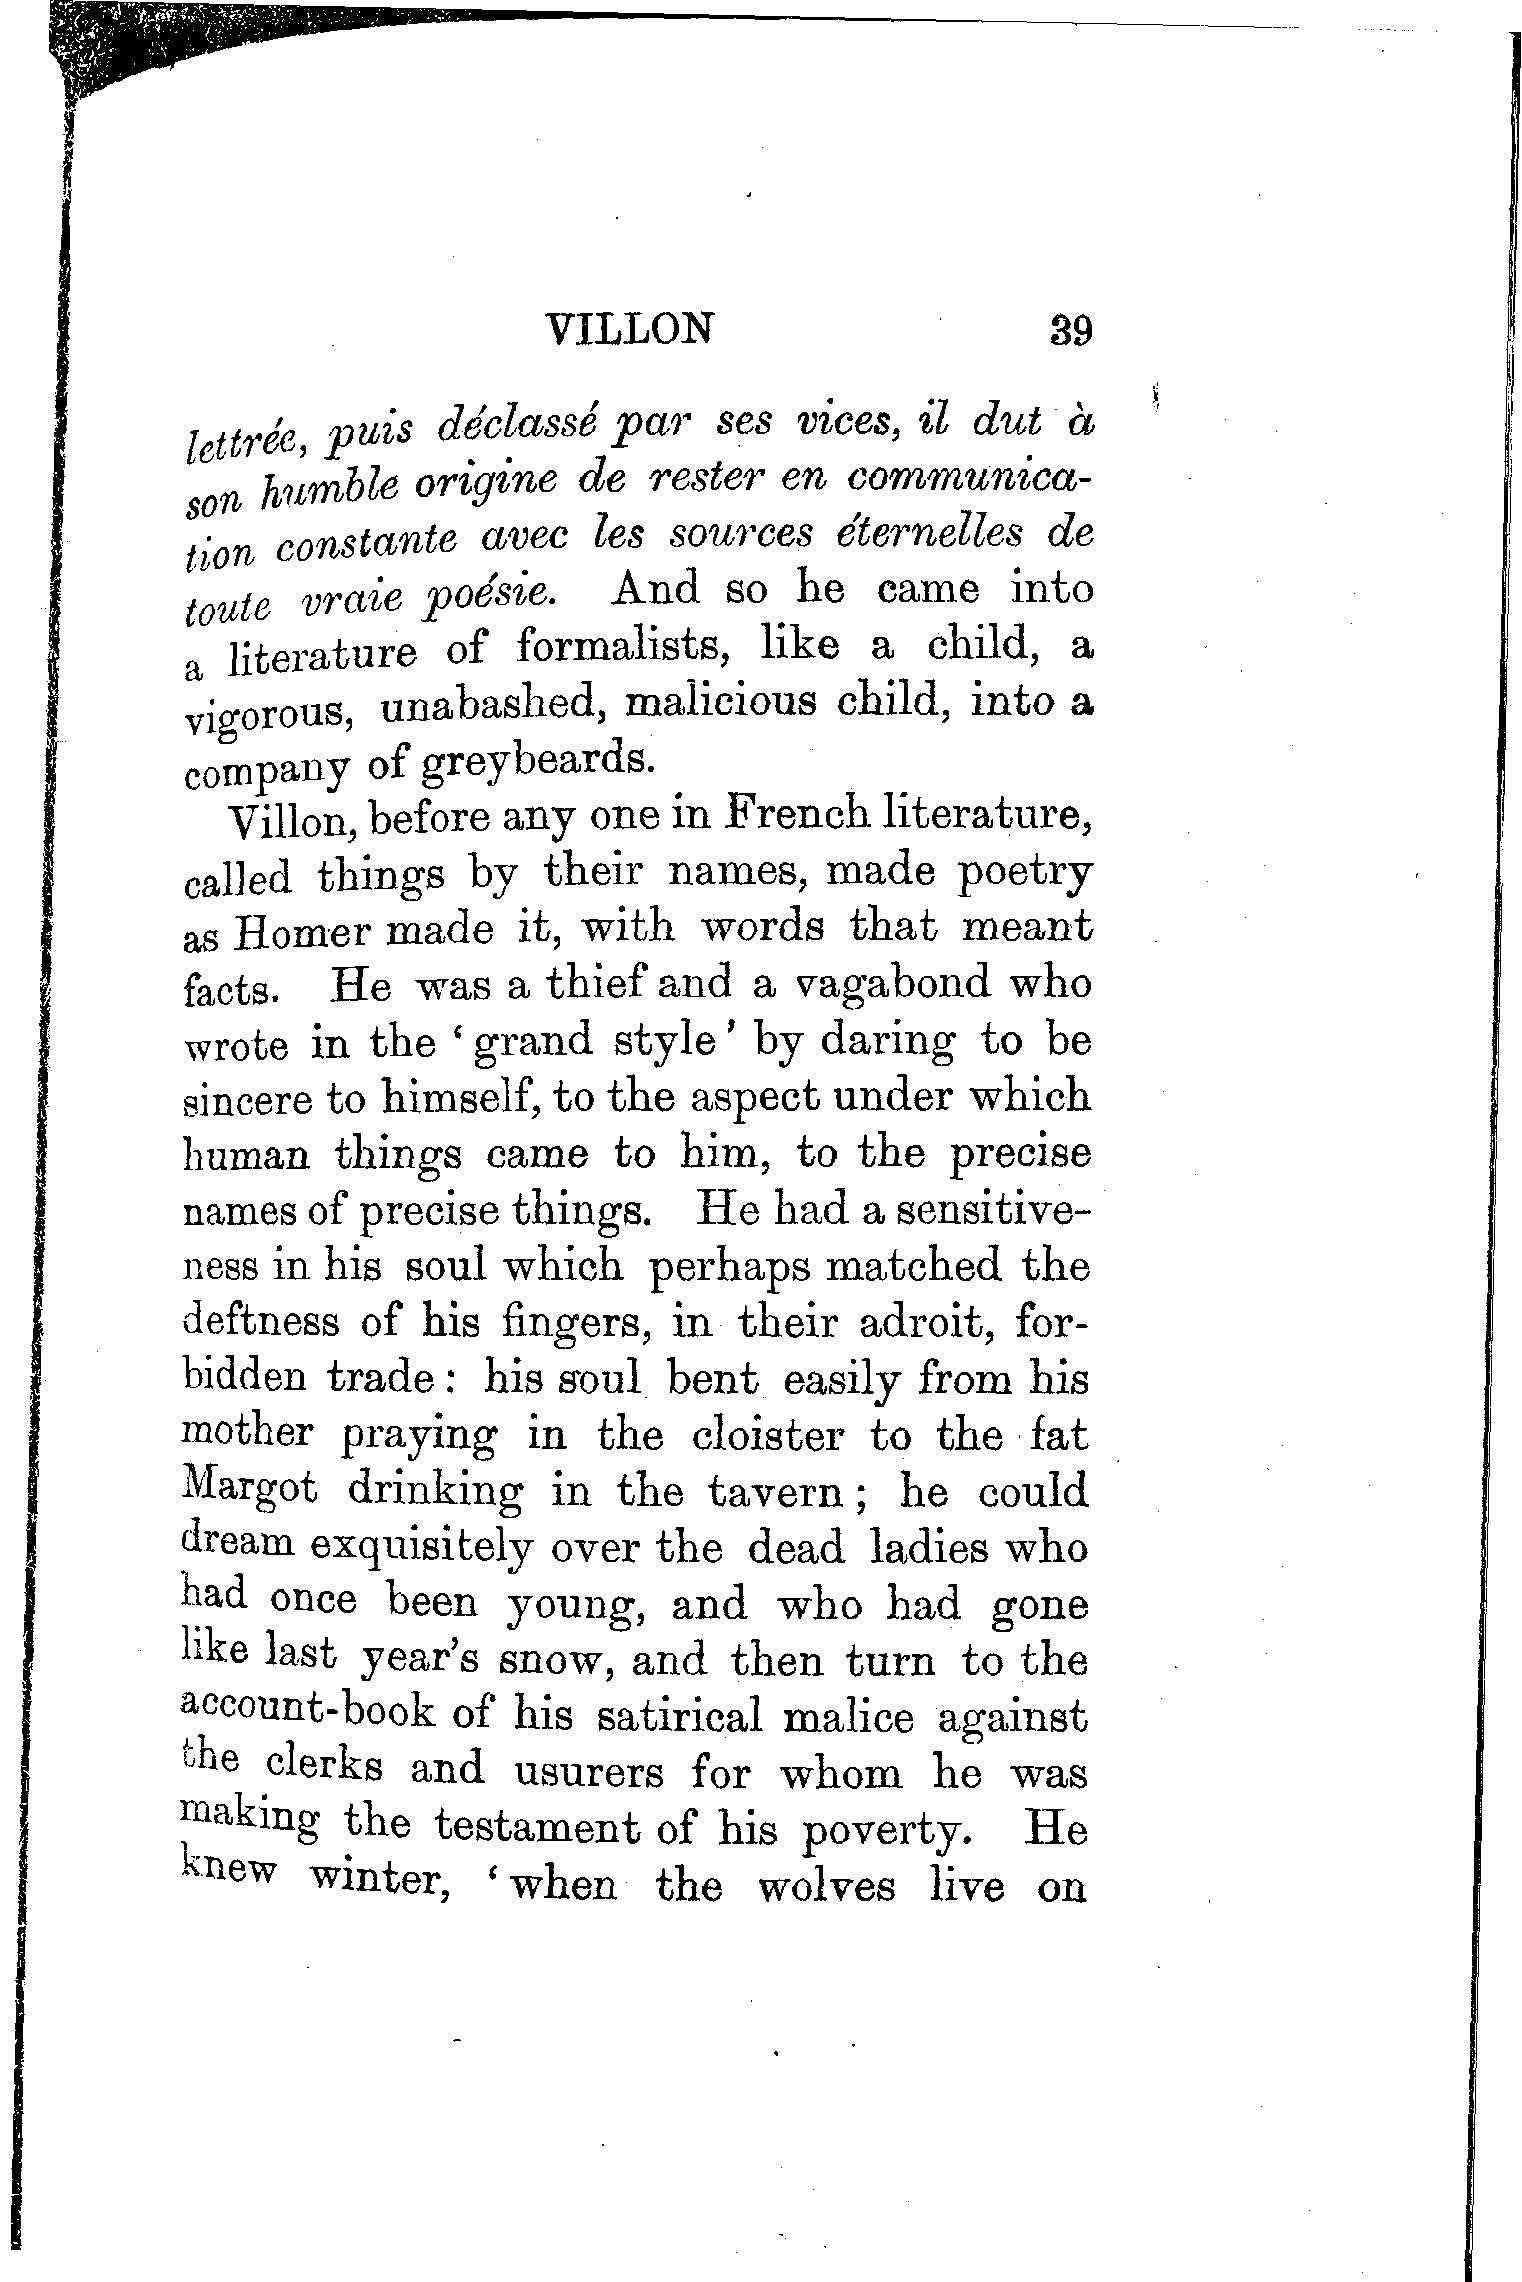 VILLON 39
lettrée, puis déclassé par ses vices, il dut à
son humble origine de rester en communica-
tion constante avec les sources éternelles de
toute vraie poésie. And so he came into
a literature of formalists, like a child, a
vigorous, unabashed, malicious child, into a
company of greybeards.
Villon, before any one in French literature,
called things by their names, made poetry
as Homer made it, with words that meant
facts. He was a thief and a vagabond who
wrote in the ‘grand style’ by daring to be
sincere to himself, to the aspect under which
human things came to him, to the precise
names of precise things. He had a sensitive-
ness in his soul which perhaps matched the
deftness of his fingers, in their adroit, for-
bidden trade: his soul bent easily from his
mother praying in the cloister to the fat
Margot drinking in the tavern; he could
dream exquisitely over the dead ladies who
had once been young, and who had gone
like last year’s snow, and then turn to the
account-book of his satirical malice against
the clerks and usurers for whom he was
making the testament of his poverty. He
knew winter, ‘when the wolves live on